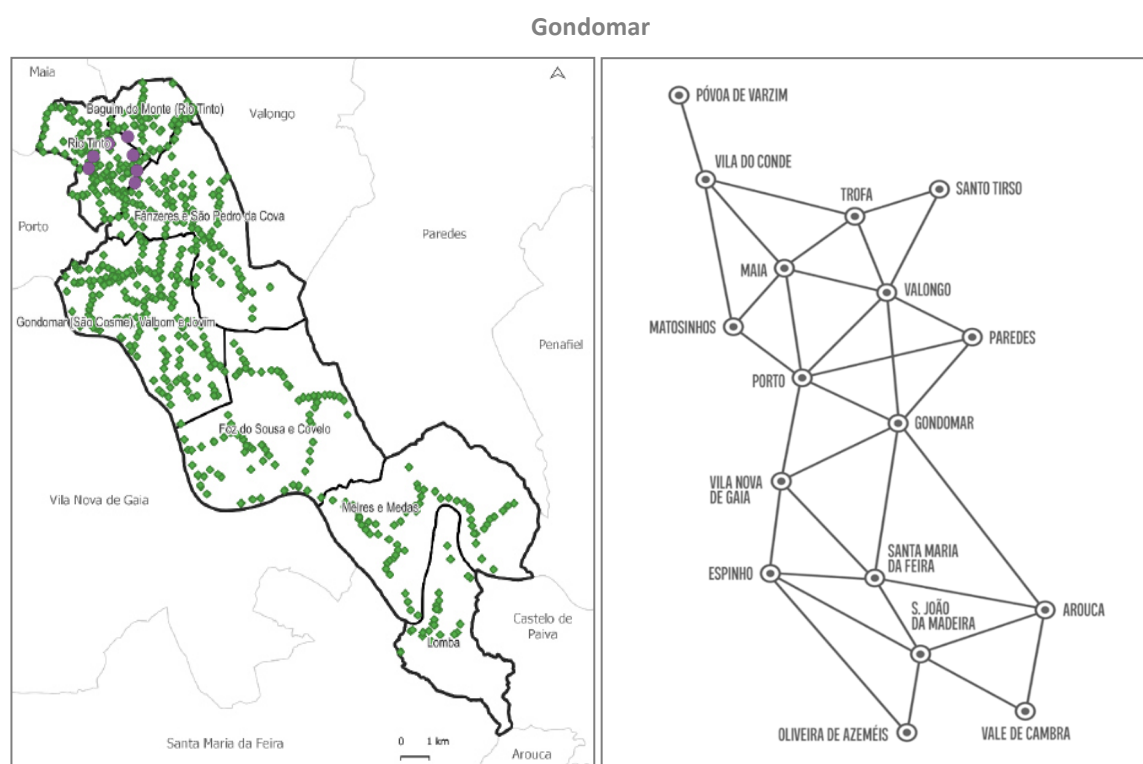 Gondomar
Maia
Baguim do Monte (Rio Tinto)
Valongo
Rio Tinto
Fânzeres e São Pedro da Cova
Porto
Paredes
Gondomar (São Cosme), Valbom e Jovim
Penafiel
Foz do Sousa e Covelo
Vila Nova de Gaia
Melres e Medas
Castelo de
Paiva
Lomba
Santa Maria da Feira
0 1 km
Arouca
PÓVOA DE VARZIM
VILA DO CONDE
TROFA
SANTO TIRSO
MAIA
VALONGO
MATOSINHOS
PAREDES
PORTO
GONDOMAR
VILA NOVA
DE GAIA
SANTA MARIA
DA FEIRA
ESPINHO
S. JOÃO
DA MADEIRA
AROUCA
OLIVEIRA DE AZEMÉIS
VALE DE CAMBRA